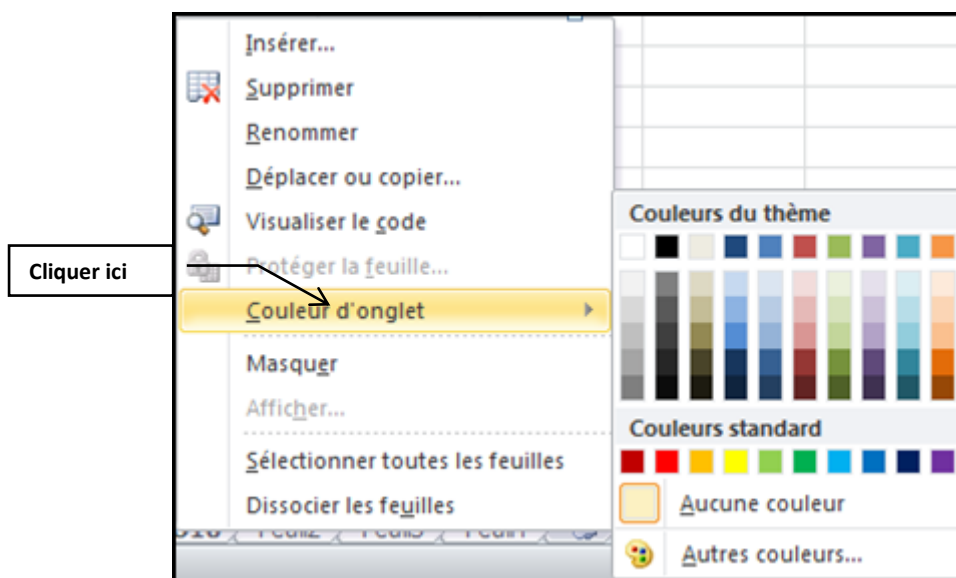 Insérer...
Supprimer
Renommer
Déplacer ou copier...
Visualiser le code
Protéger la feuille...
Couleur d'onglet
Masquer
Afficher...
Sélectionner toutes les feuilles
Dissocier les feuilles
Cliquer ici
Couleurs du thème
Couleurs standard
Aucune couleur
Autres couleurs...